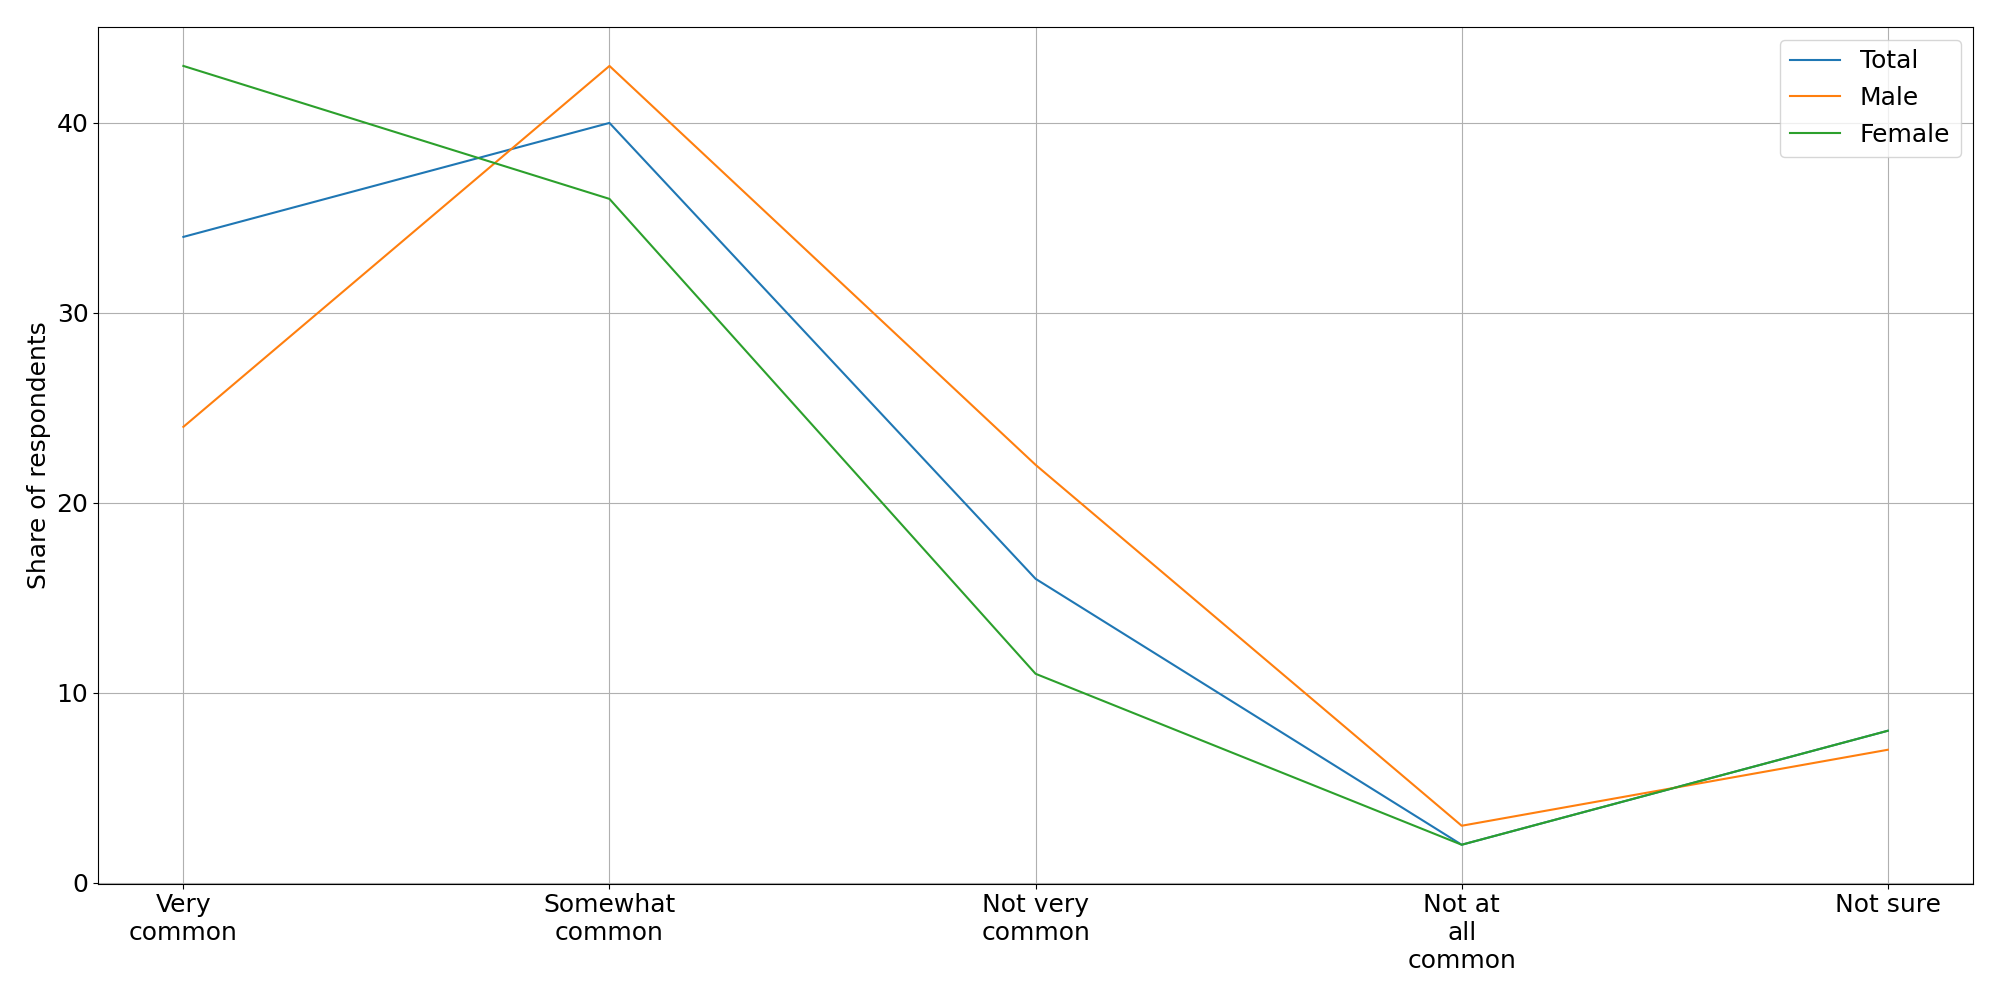 Total
Male
Female
Share of respondents
40
30
20
10
0
Very
common
Somewhat
common
Not very
common
Not at
all
common
Not sure